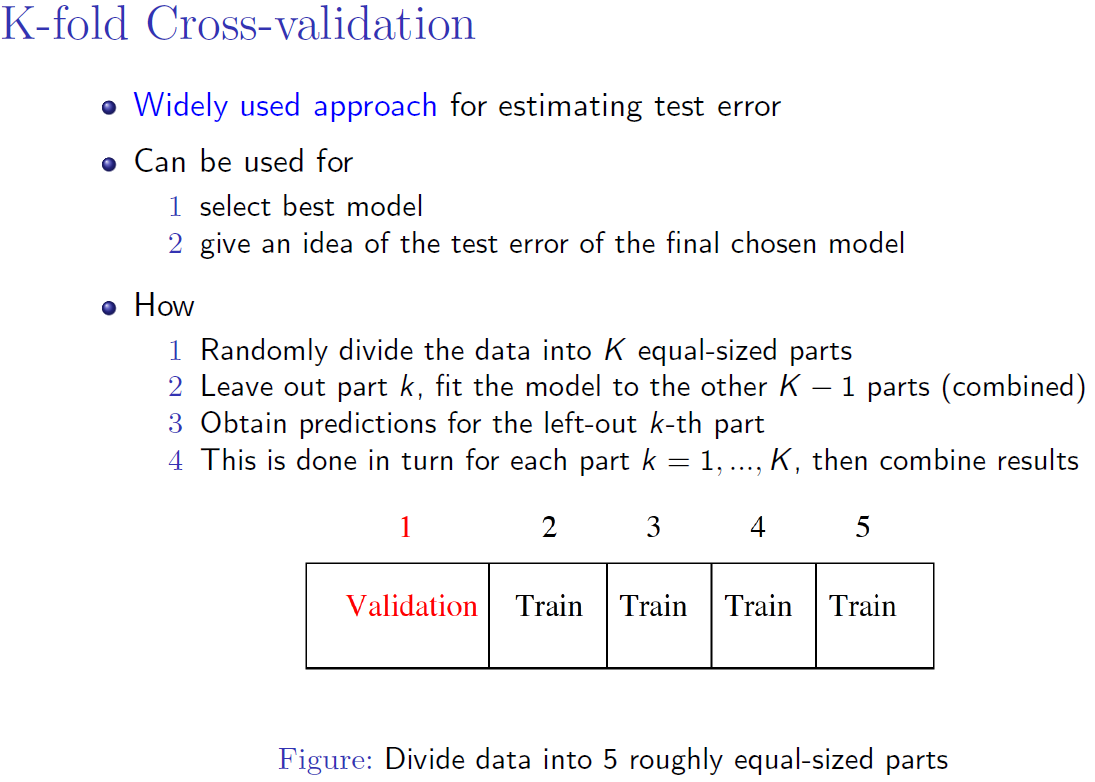 K-fold Cross-validation
Widely used approach for estimating test error
Can be used for
1 select best model
2 give an idea of the test error of the final chosen model
How
1 Randomly divide the data into K equal-sized parts
2 Leave out part k, fit the model to the other K − 1 parts (combined)
3 Obtain predictions for the left-out k-th part
4 This is done in turn for each part k = 1, ..., K, then combine results
1 2 3 4 5
Validation Train Train Train Train
Figure: Divide data into 5 roughly equal-sized parts